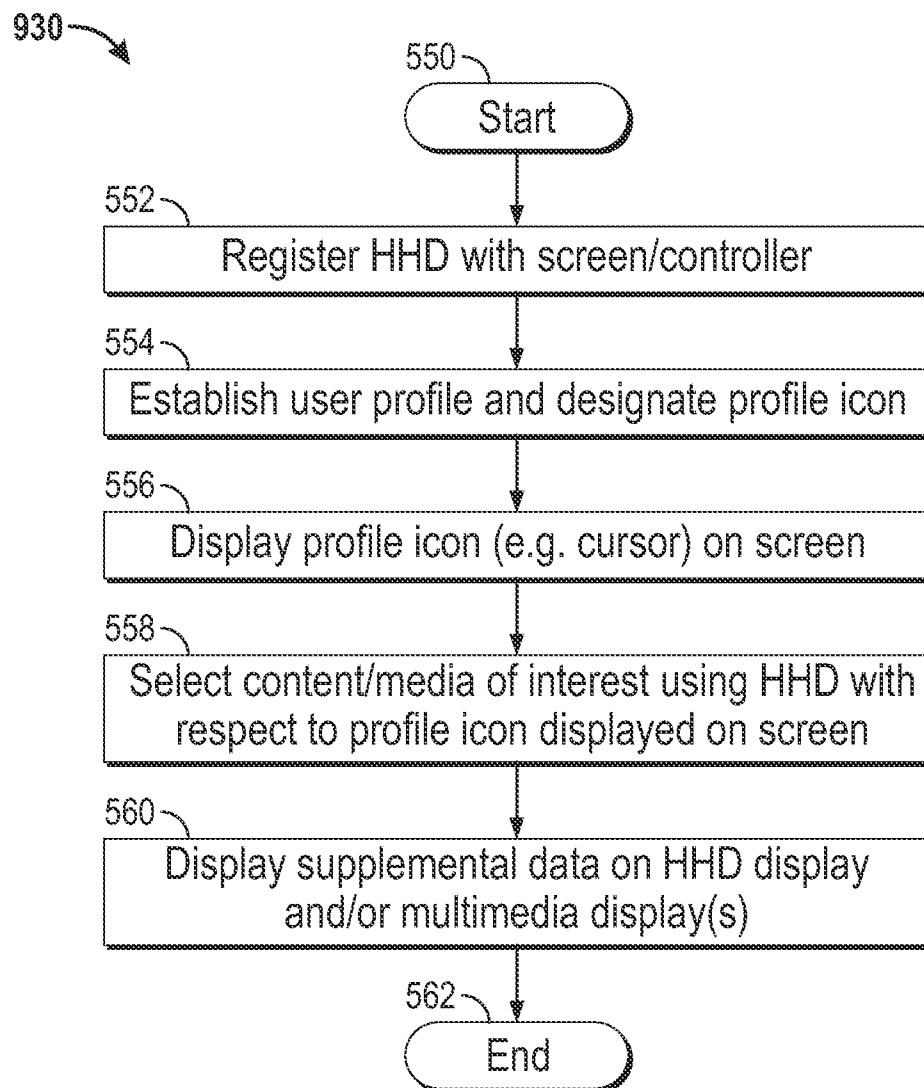 930
550
Start
552
Register HHD with screen/controller
554
Establish user profile and designate profile icon
556
Display profile icon (e.g. cursor) on screen
558
Select content/media of interest using HHD with
respect to profile icon displayed on screen
560
Display supplemental data on HHD display
and/or multimedia display(s)
562
End